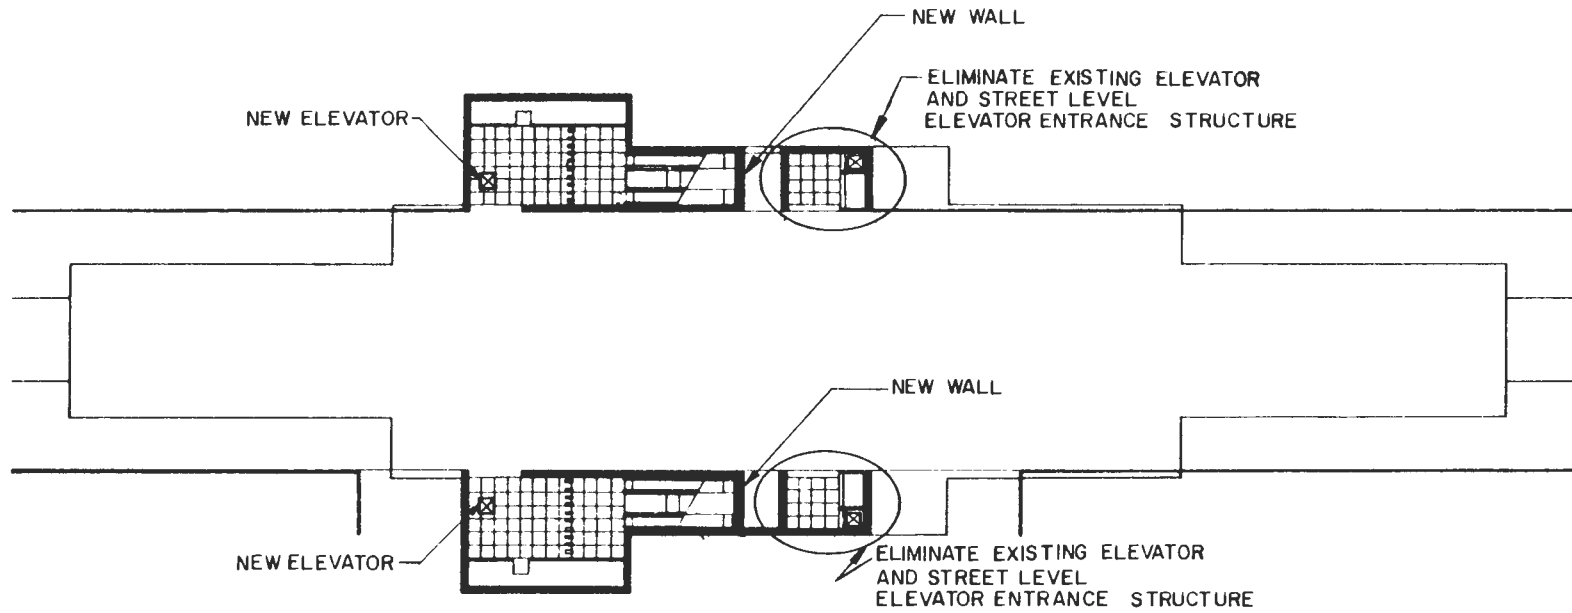 NEW WALL
ELIMINATE EXISTING ELEVATOR
AND STREET LEVEL
ELEVATOR ENTRANCE STRUCTURE
NEW ELEVATOR
NEW WALL
NEW ELEVATOR
ELIMINATE EXISTING ELEVATOR
AND STREET LEVEL
ELEVATOR ENTRANCE STRUCTURE